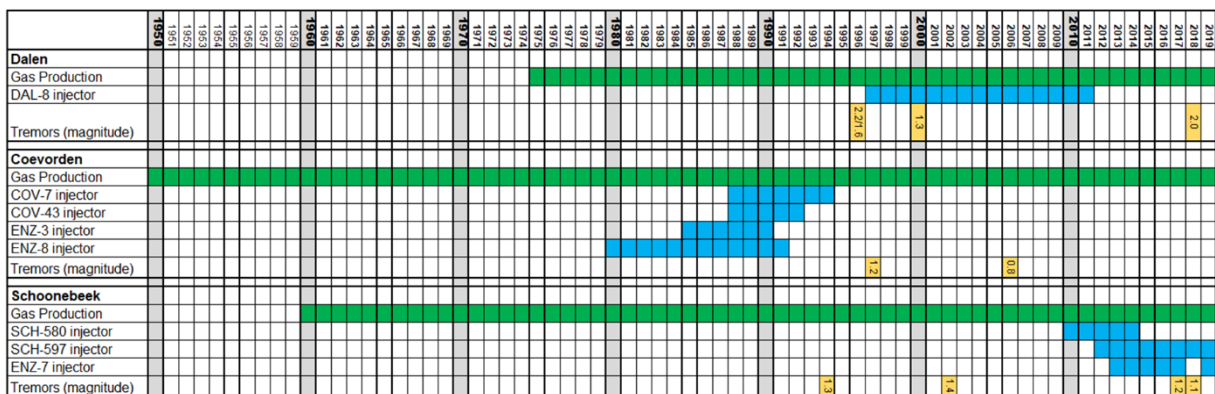 1950 1951 1952 1953 1954 1955 1956 1957 1958 1959 1960 1961 1962 1963 1964 1965 1966 1967 1968 1969 1970 1971 1972 1973 1974 1975 1976 1977 1978 1979 1980 1981 1982 1983 1984 1985 1986 1987 1988 1989 1990 1991 1992 1993 1994 1995 1996 1997 1998 1999 2000 2001 2002 2003 2004 2005 2006 2007 2008 2009 2010 2011 2012 2013 2014 2015 2016 2017 2018 2019
Dalen
Gas Production
DAL-8 injector
Tremors (magnitude) 2.2/1.6 1.3 2.0
Coevorden
Gas Production
COV-7 injector
COV-43 injector
ENZ-3 injector
ENZ-8 injector
Tremors (magnitude) 1.2 0.8
Schoonebeek
Gas Production
SCH-580 injector
SCH-597 injector
ENZ-7 injector
Tremors (magnitude) 1.3 1.4 1.2 1.1